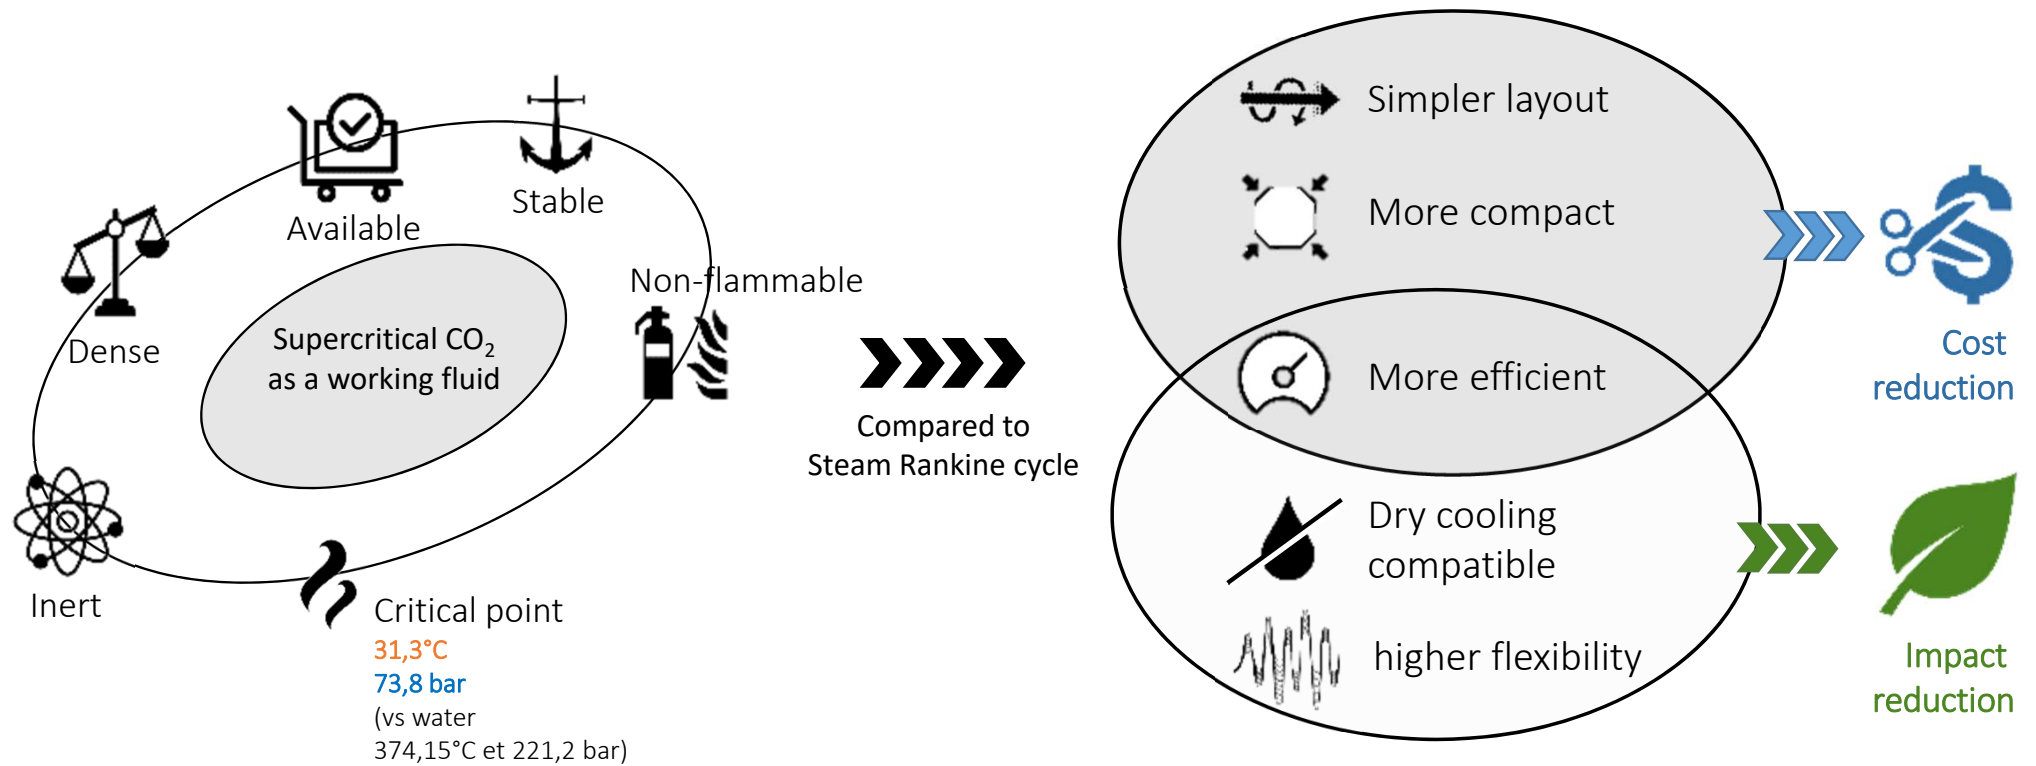 Available
Stable
Dense
Non-flammable
Supercritical CO₂
as a working fluid
Inert
Critical point
31,3°C
73,8 bar
(vs water
374,15°C et 221,2 bar)
Compared to
Steam Rankine cycle
Simpler layout
More compact
More efficient
Dry cooling
compatible
higher flexibility
Cost
reduction
Impact
reduction